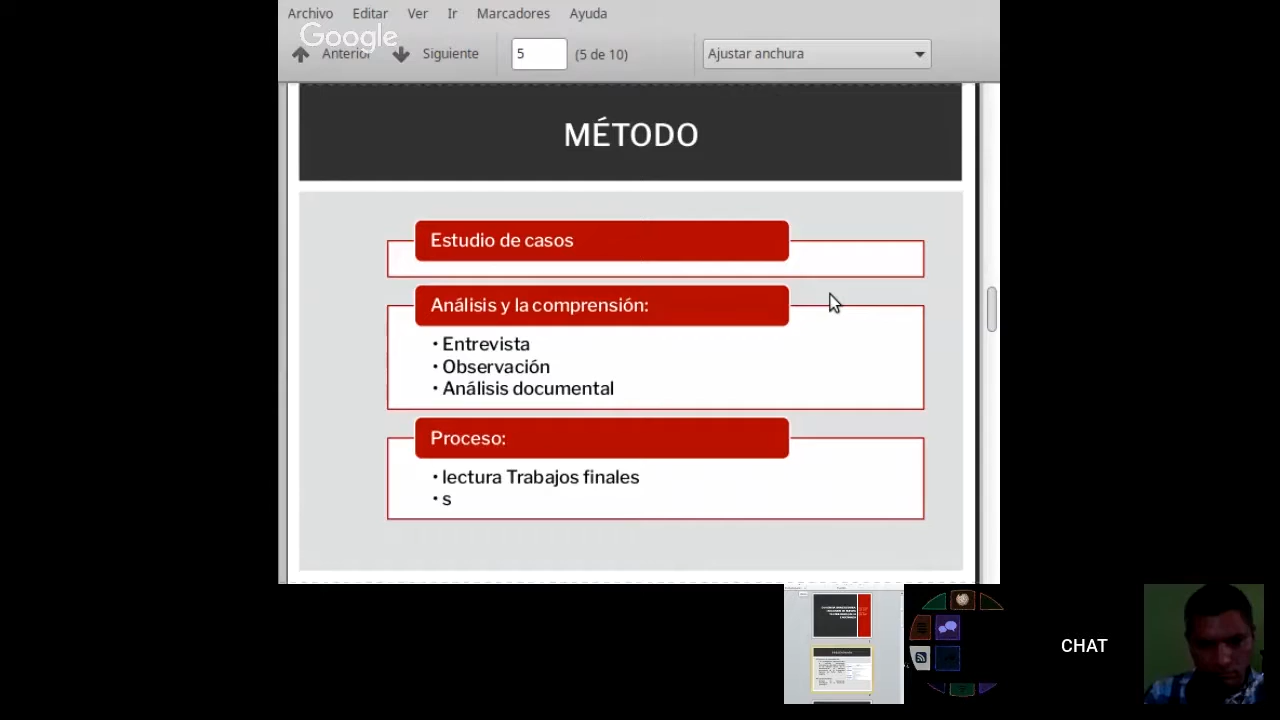 Archivo Editar Ver Ir Marcadores Ayuda
Google
Anterior Siguiente 5 (5 de 10) Ajustar anchura
MÉTODO
Estudio de casos
Análisis y la comprensión:
• Entrevista
• Observación
• Análisis documental
Proceso:
• lectura Trabajos finales
• s
CHAT